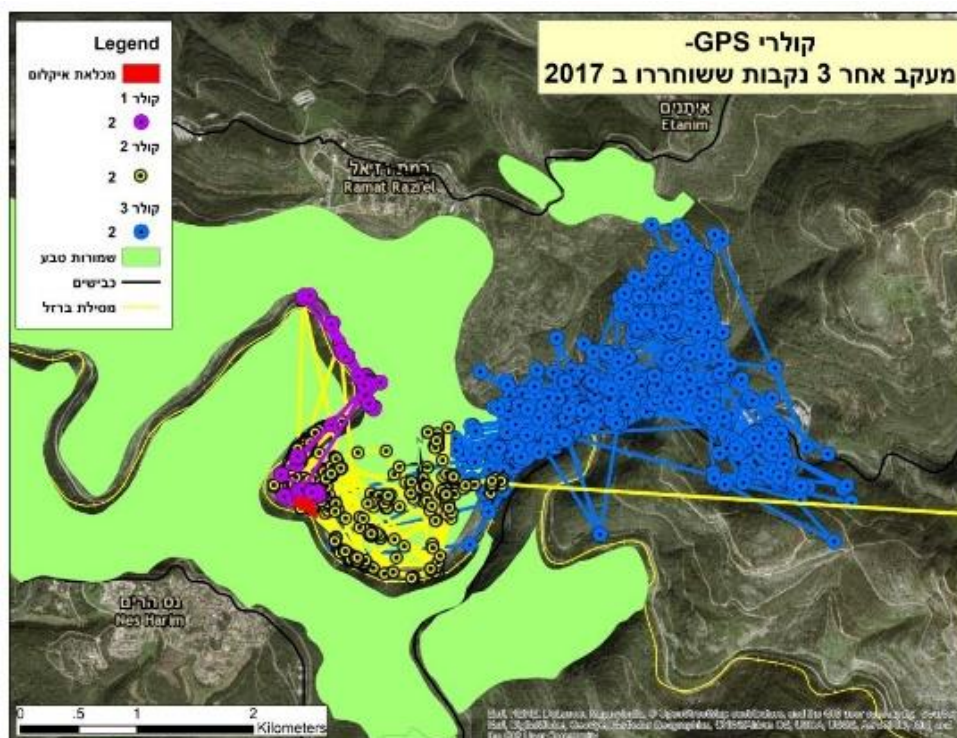 קולרי GPS-
מעקב אחר 3 נקבות ששוחררו ב 2017
Legend
מכלאת איקלום
קולר 1
2
קולר 2
2
קולר 3
2
שמורות טבע
כבישים
מסילת ברזל
איתנים
Etanim
רמת רזיאל
Ramat Razi'el
נס הרים
Nes Harim
0 .5 1 2
Kilometers